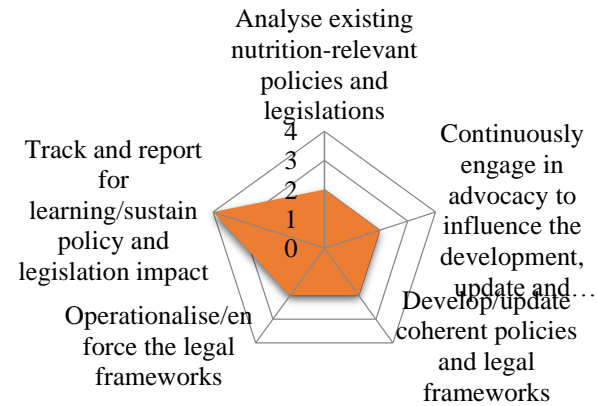 Analyse existing
nutrition-relevant
policies and
legislations
4
3
2
1
0
Continuously
engage in
advocacy to
influence the
development,
update and…
Develop/update
coherent policies
and legal
frameworks
Operationalise/en
force the legal
frameworks
Track and report
for
learning/sustain
policy and
legislation impact